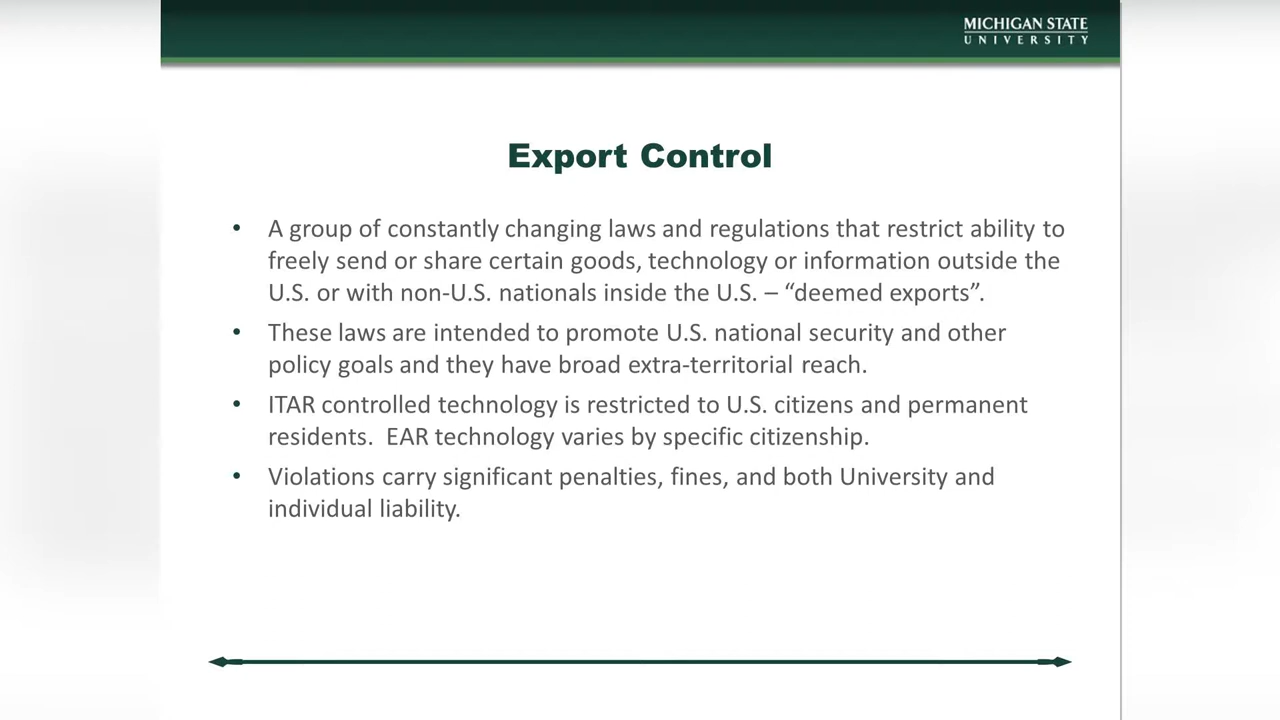 MICHIGAN STATE
UNIVERSITY
Export Control
• A group of constantly changing laws and regulations that restrict ability to
freely send or share certain goods, technology or information outside the
U.S. or with non-U.S. nationals inside the U.S. – “deemed exports”.
• These laws are intended to promote U.S. national security and other
policy goals and they have broad extra-territorial reach.
• ITAR controlled technology is restricted to U.S. citizens and permanent
residents.  EAR technology varies by specific citizenship.
• Violations carry significant penalties, fines, and both University and
individual liability.